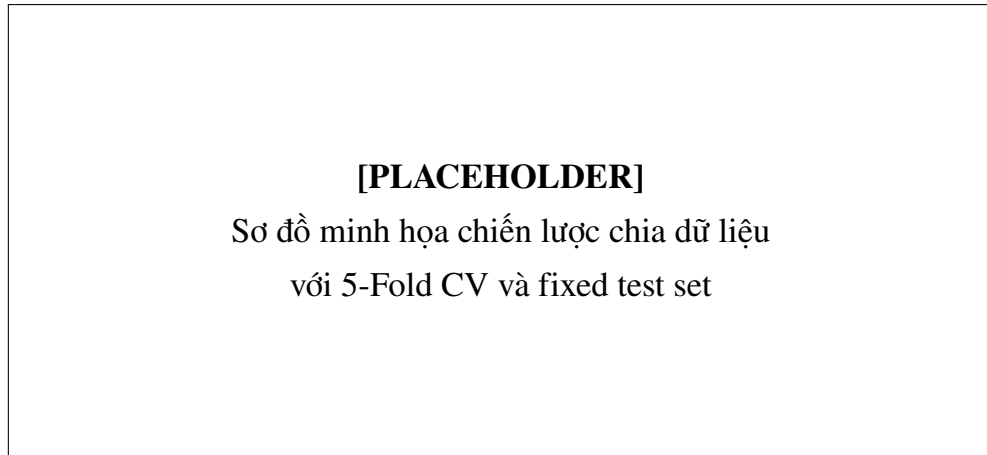 [PLACEHOLDER]
Sơ đồ minh họa chiến lược chia dữ liệu
với 5-Fold CV và fixed test set